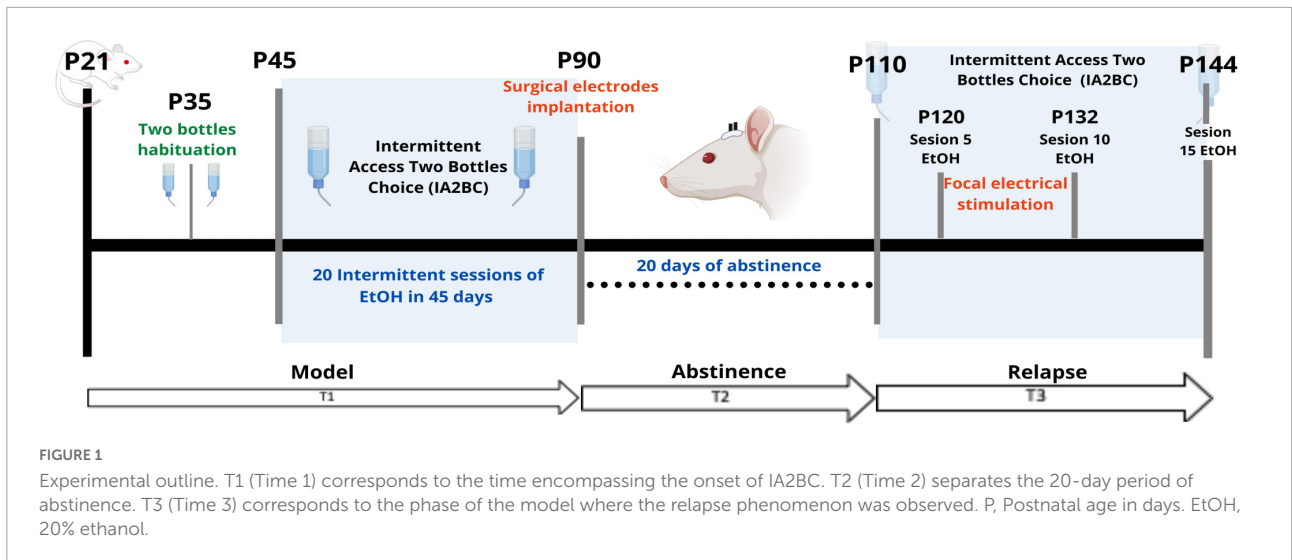 P21
P35
Two bottles
habituation
P45
Intermittent
Access Two Bottles
Choice (IA2BC)
20 Intermittent sessions of
EtOH in 45 days
P90
Surgical electrodes
implantation
20 days of abstinence
P110
Intermittent Access Two
Bottles Choice (IA2BC)
P120
Sesion 5
EtOH
P132
Sesion 10
EtOH
Focal electrical
stimulation
P144
Sesion
15 EtOH
Model
T1
Abstinence
T2
Relapse
T3
FIGURE 1
Experimental outline. T1 (Time 1) corresponds to the time encompassing the onset of IA2BC. T2 (Time 2) separates the 20-day period of
abstinence. T3 (Time 3) corresponds to the phase of the model where the relapse phenomenon was observed. P, Postnatal age in days. EtOH,
20% ethanol.